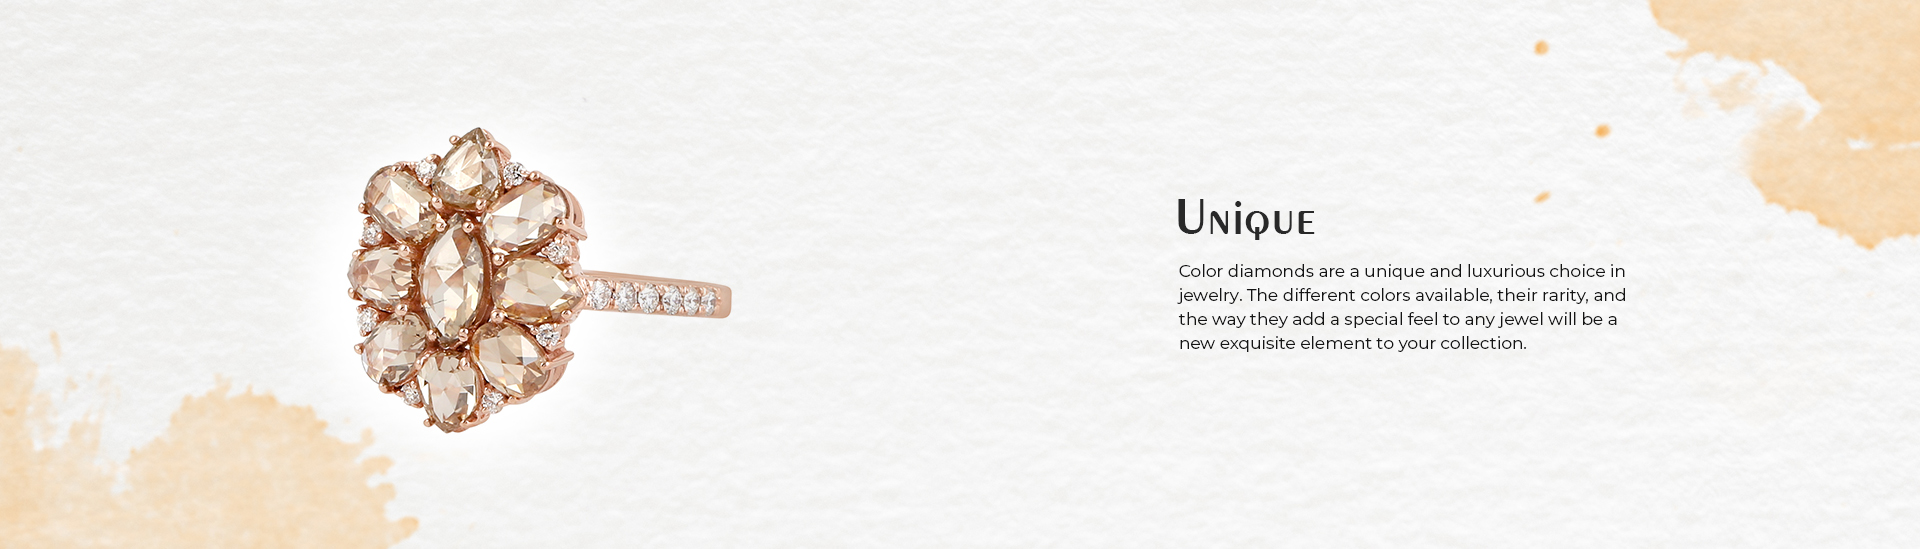 UNiQUE
Color diamonds are a unique and luxurious choice in
jewelry. The different colors available, their rarity, and
the way they add a special feel to any jewel will be a
new exquisite element to your collection.